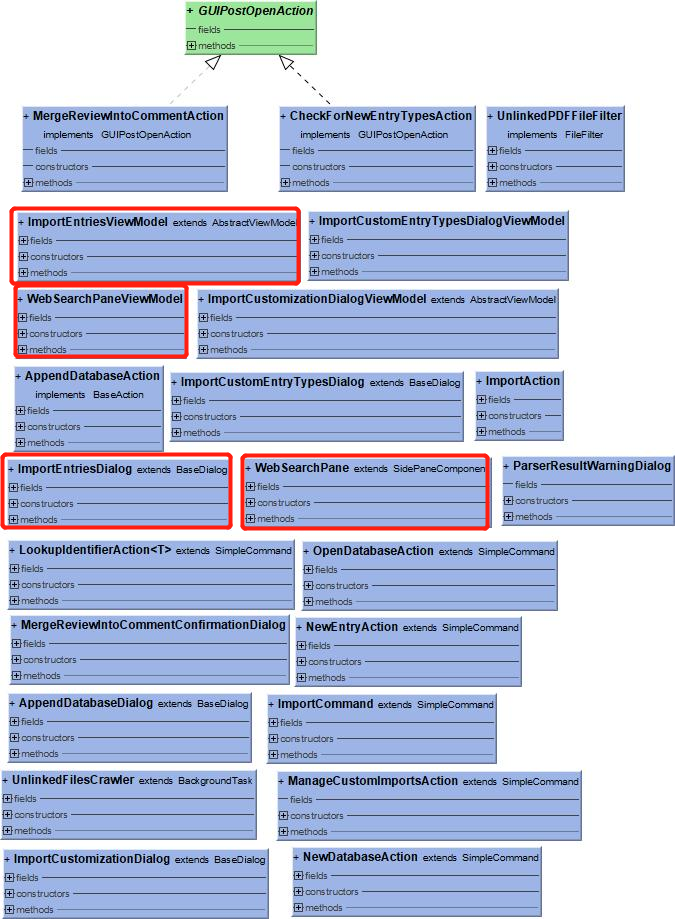 + GUIPostOpenAction
fields
methods
+ MergeReviewIntoCommentAction
implements GUIPostOpenAction
fields
constructors
methods
+ CheckForNewEntryTypesAction
implements GUIPostOpenAction
fields
constructors
methods
+ UnlinkedPDFFileFilter
implements FileFilter
fields
constructors
methods
+ ImportEntriesViewModel extends AbstractViewModel
fields
constructors
methods
+ ImportCustomEntryTypesDialogViewModel
fields
constructors
methods
+ WebSearchPaneViewModel
fields
constructors
methods
+ ImportCustomizationDialogViewModel extends AbstractViewModel
fields
constructors
methods
+ AppendDatabaseAction
implements BaseAction
fields
constructors
methods
+ ImportCustomEntryTypesDialog extends BaseDialog
fields
constructors
methods
+ ImportAction
fields
constructors
methods
+ ImportEntriesDialog extends BaseDialog
fields
constructors
methods
+ WebSearchPane extends SidePaneComponent
fields
constructors
methods
+ ParserResultWarningDialog
fields
constructors
methods
+ LookupIdentifierAction<T> extends SimpleCommand
fields
constructors
methods
+ OpenDatabaseAction extends SimpleCommand
fields
constructors
methods
+ MergeReviewIntoCommentConfirmationDialog
fields
constructors
methods
+ NewEntryAction extends SimpleCommand
fields
constructors
methods
+ AppendDatabaseDialog extends BaseDialog
fields
constructors
methods
+ ImportCommand extends SimpleCommand
fields
constructors
methods
+ UnlinkedFilesCrawler extends BackgroundTask
fields
constructors
methods
+ ManageCustomImportsAction extends SimpleCommand
fields
constructors
methods
+ ImportCustomizationDialog extends BaseDialog
fields
constructors
methods
+ NewDatabaseAction extends SimpleCommand
fields
constructors
methods